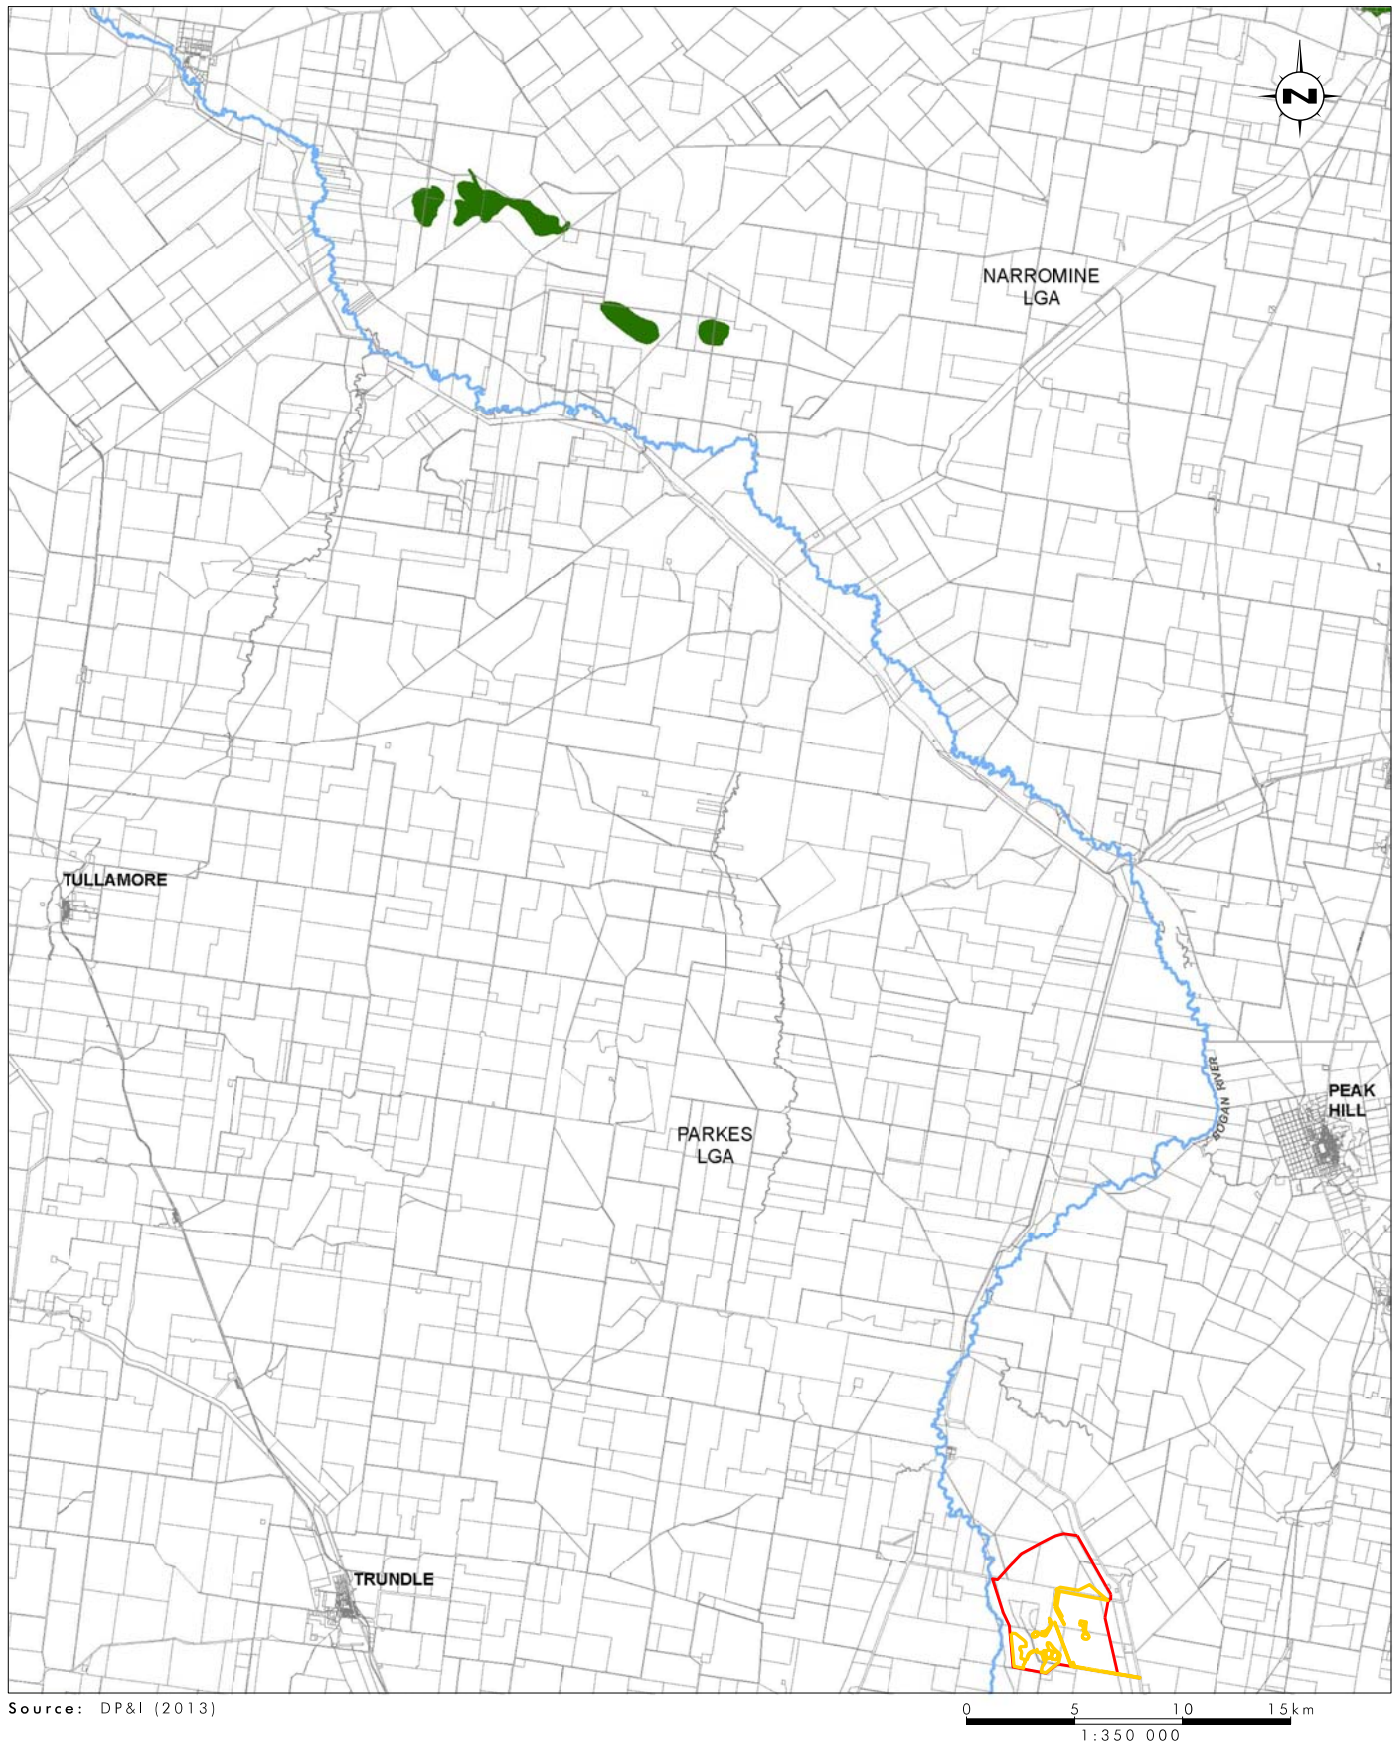 N
NARROMINE
LGA
TULLAMORE
BOGAN RIVER
PEAK
HILL
PARKES
LGA
TRUNDLE
Source: DP&I (2013)
0 5 10 15km
1:350 000